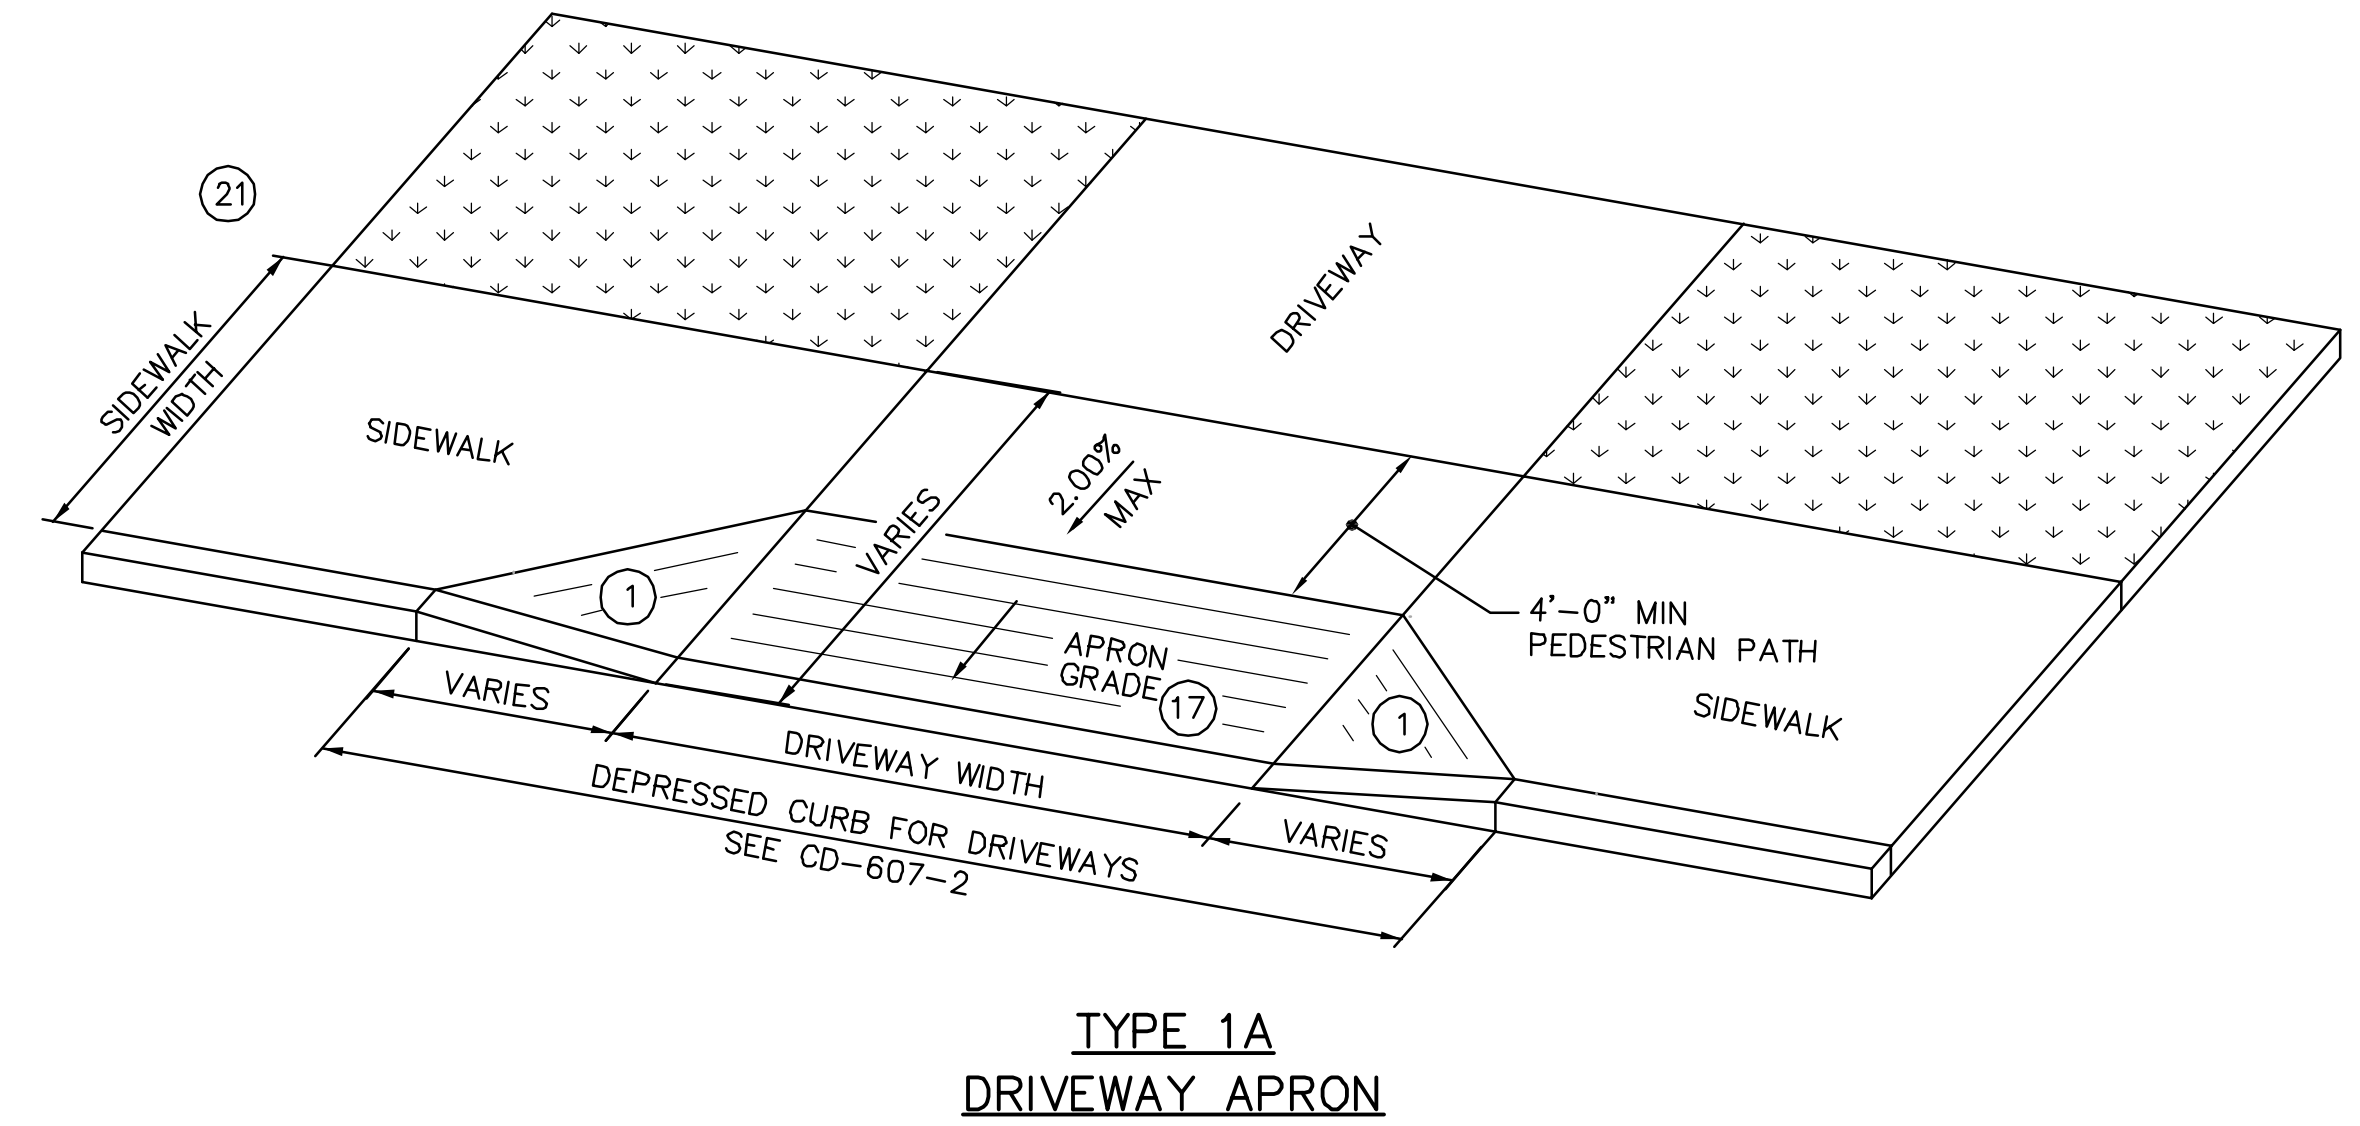 21
SIDEWALK
WIDTH
SIDEWALK
DRIVEWAY
2.00%
MAX
VARIES
4'-0" MIN
PEDESTRIAN PATH
SIDEWALK
1
APRON
GRADE
17
1
VARIES
DRIVEWAY WIDTH
VARIES
DEPRESSED CURB FOR DRIVEWAYS
SEE CD-607-2
TYPE 1A
DRIVEWAY APRON